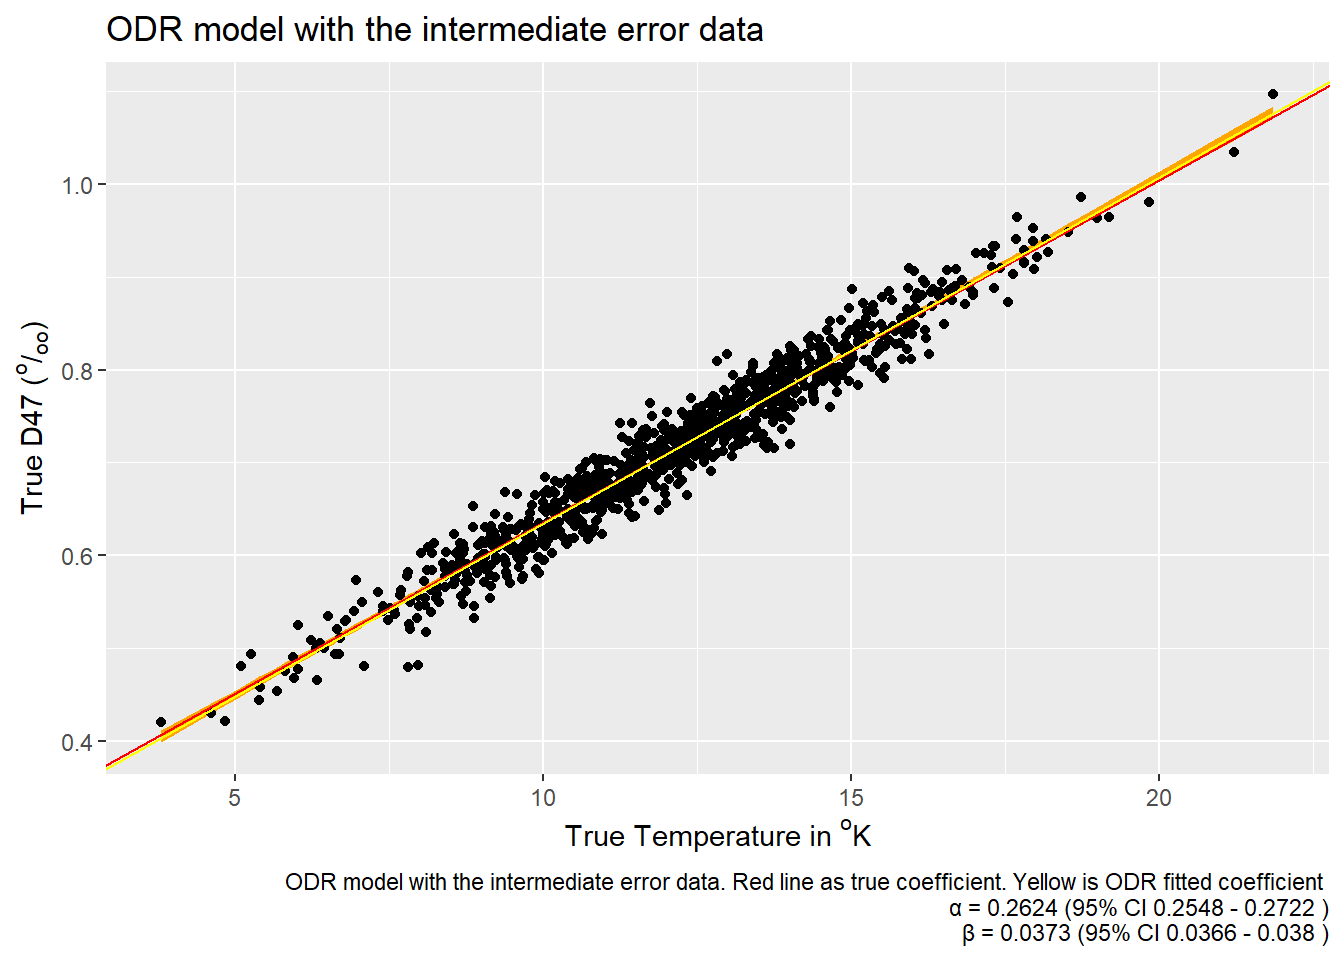 ODR model with the intermediate error data
True D47 (o/oo)
1.0
0.8
0.6
0.4
5 10 15 20
True Temperature in oK
ODR model with the intermediate error data. Red line as true coefficient. Yellow is ODR fitted coefficient
α = 0.2624 (95% CI 0.2548 - 0.2722 )
β = 0.0373 (95% CI 0.0366 - 0.038 )